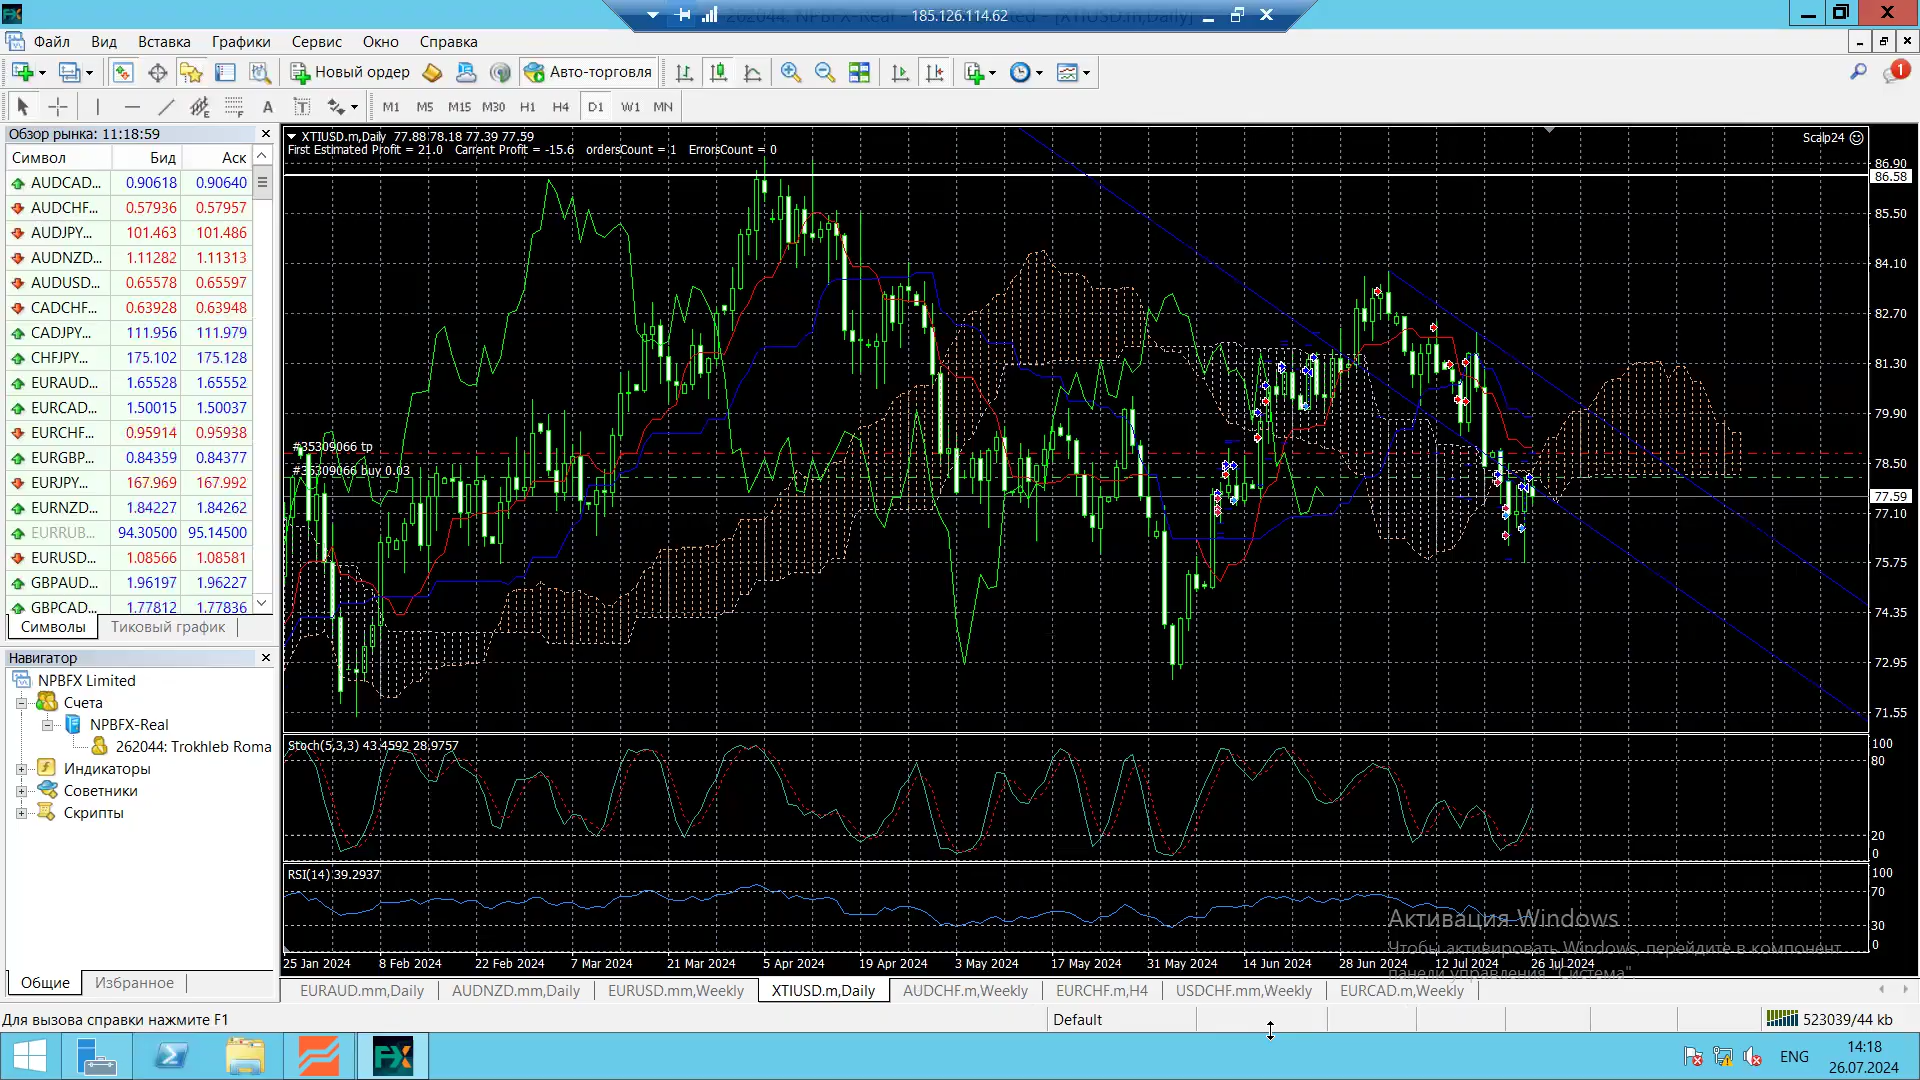 185.126.114.62
Файл Вид Вставка Графики Сервис Окно Справка
Новый ордер Авто-торговля
1
A T M1 M5 M15 M30 H1 H4 D1 W1 MN
Обзор рынка: 11:18:59
Символ Бид Аск
AUDCAD... 0.90618 0.90640
AUDCHF... 0.57936 0.57957
AUDJPY... 101.463 101.486
AUDNZD... 1.11282 1.11313
AUDUSD... 0.65578 0.65597
CADCHF... 0.63928 0.63948
CADJPY... 111.956 111.979
CHFJPY... 175.102 175.128
EURAUD... 1.65528 1.65552
EURCAD... 1.50015 1.50037
EURCHF... 0.95914 0.95938
EURGBP... 0.84359 0.84377
EURJPY... 167.969 167.992
EURNZD... 1.84227 1.84262
EURRUB... 94.30500 95.14500
EURUSD... 1.08566 1.08581
GBPAUD... 1.96197 1.96227
GBPCAD... 1.77812 1.77836
Символы Тиковый график
Навигатор
NPBFX Limited
Счета
NPBFX-Real
262044: Trokhleb Roma
Индикаторы
Советники
Скрипты
Общие Избранное
XTIUSD.m,Daily 77.88 78.18 77.39 77.59
First Estimated Profit = 21.0 Carrent Profit = -15.6 ordersCount = 1 ErrorsCount = 0
Scalp24
#35309066 tp
#35309066 buy 0.03
86.90
86.58
85.50
84.10
82.70
81.30
79.90
78.50
77.59
77.10
75.75
74.35
72.95
71.55
Stoch(5,3,3) 43.4592 28.9757
100
80
20
0
RSI(14) 39.2937
100
70
30
0
Активация Windows
Чтобы активировать Windows, перейдите в компонент
панели управления "Система".
25 Jan 2024 8 Feb 2024 22 Feb 2024 7 Mar 2024 21 Mar 2024 5 Apr 2024 19 Apr 2024 3 May 2024 17 May 2024 31 May 2024 14 Jun 2024 28 Jun 2024 12 Jul 2024 26 Jul 2024
EURAUD.mm,Daily AUDNZD.mm,Daily EURUSD.mm,Weekly XTIUSD.m,Daily AUDCHF.m,Weekly EURCHF.m,H4 USDCHF.mm,Weekly EURCAD.m,Weekly
Для вызова справки нажмите F1 Default 523039/44 kb
ENG
14:18
26.07.2024